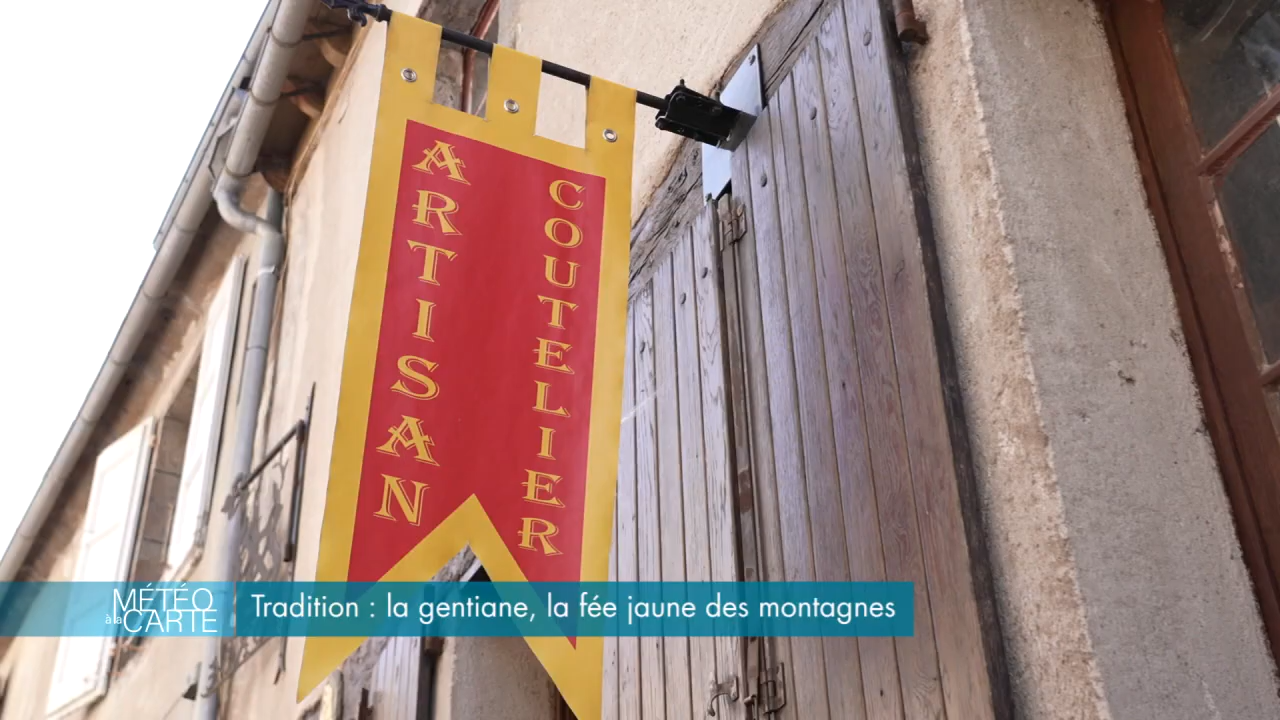 ARTISAN
COUTELIER
MÉTÉO
à la CARTE
Tradition : la gentiane, la fée jaune des montagnes